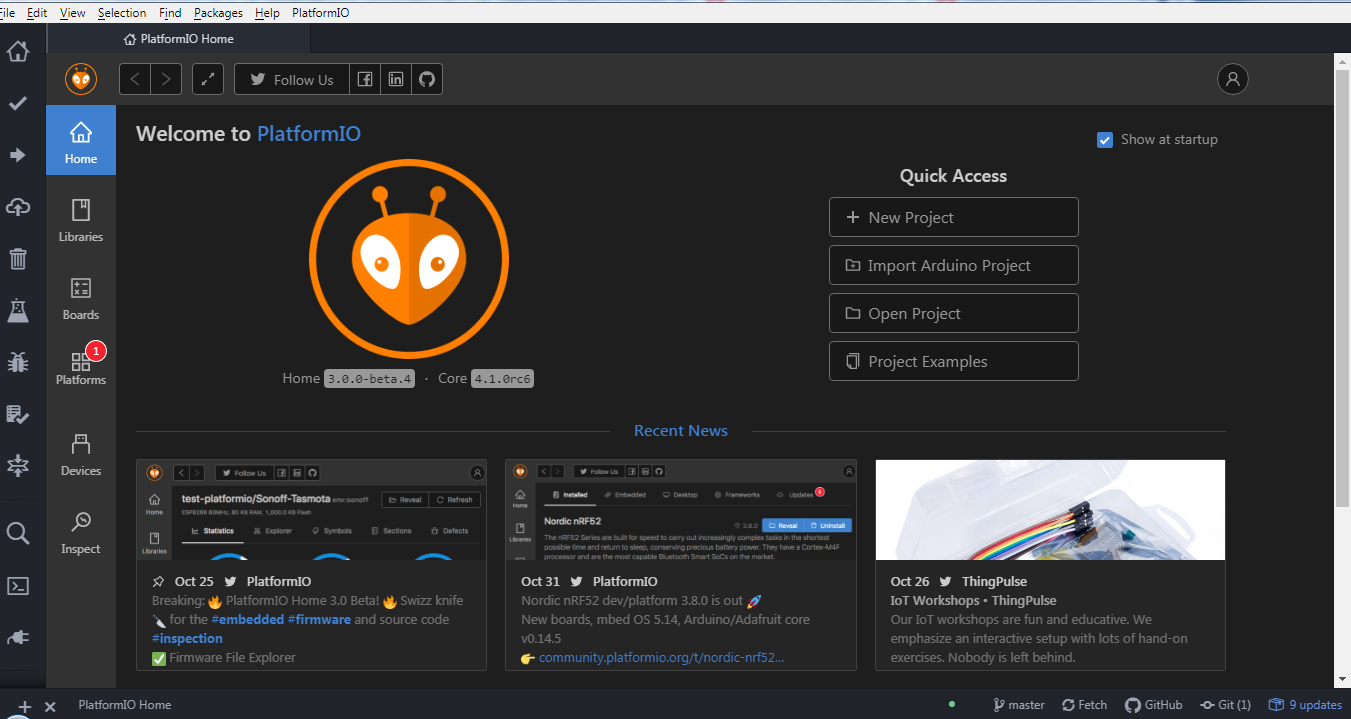 File Edit View Selection Find Packages Help PlatformIO
PlatformIO Home
Follow Us
Home
Libraries
Boards
1
Platforms
Devices
Inspect
Welcome to PlatformIO
Show at startup
Home 3.0.0-beta.4 · Core 4.1.0rc6
Quick Access
New Project
Import Arduino Project
Open Project
Project Examples
Recent News
Follow Us
Home
Libraries
test-platformio/Sonoff-Tasmota env:sonoff
Reveal Refresh
ESP8266 80MHz, 80 KB RAM, 1,000.0 KB Flash
Statistics Explorer Symbols Sections Defects
Oct 25 PlatformIO
Breaking: 🔥 PlatformIO Home 3.0 Beta! 🔥 Swizz knife
🔪 for the #embedded #firmware and source code
#inspection
✅ Firmware File Explorer
Follow Us
Home
Libraries
Installed Embedded Desktop Frameworks Updates
Nordic nRF52
3.8.0 Reveal Uninstall
The nRF52 Series are built for speed to carry out increasingly complex tasks in the shortest
possible time and return to sleep, conserving precious battery power. They have a Cortex-M4F
processor and are the most capable Bluetooth Smart SoCs on the market.
Oct 31 PlatformIO
Nordic nRF52 dev/platform 3.8.0 is out 🚀
New boards, mbed OS 5.14, Arduino/Adafruit core
v0.14.5
👉 community.platformio.org/t/nordic-nrf52...
Oct 26 ThingPulse
IoT Workshops • ThingPulse
Our IoT workshops are fun and educative. We
emphasize an interactive setup with lots of hand-on
exercises. Nobody is left behind.
PlatformIO Home
master Fetch GitHub Git (1) 9 updates